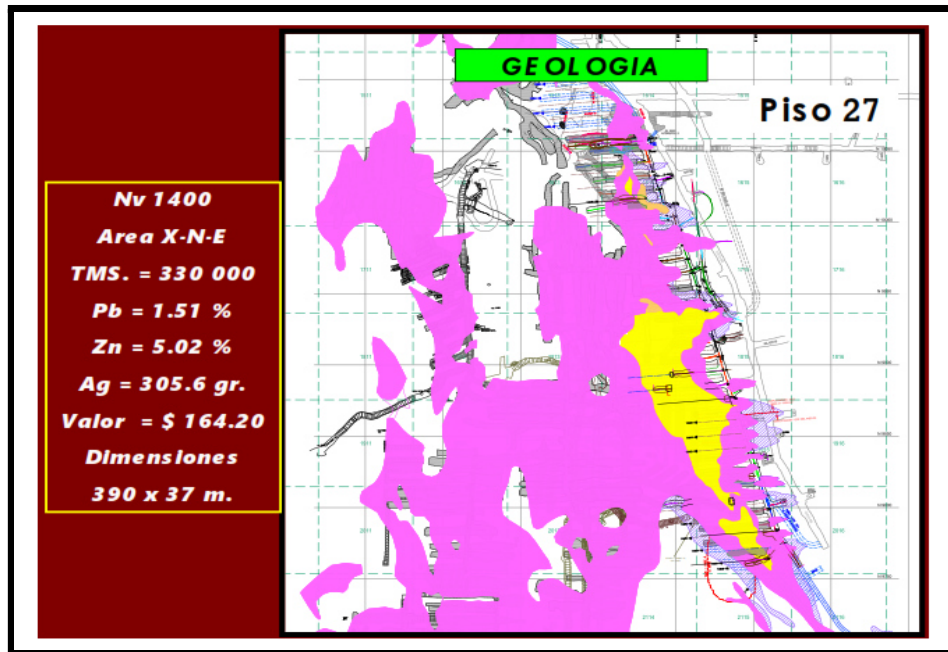 GEOLOGIA
Piso 27
Nv 1400
Area X-N-E
TMS. = 330 000
Pb = 1.51 %
Zn = 5.02 %
Ag = 305.6 gr.
Valor = $ 164.20
Dimensiones
390 x 37 m.